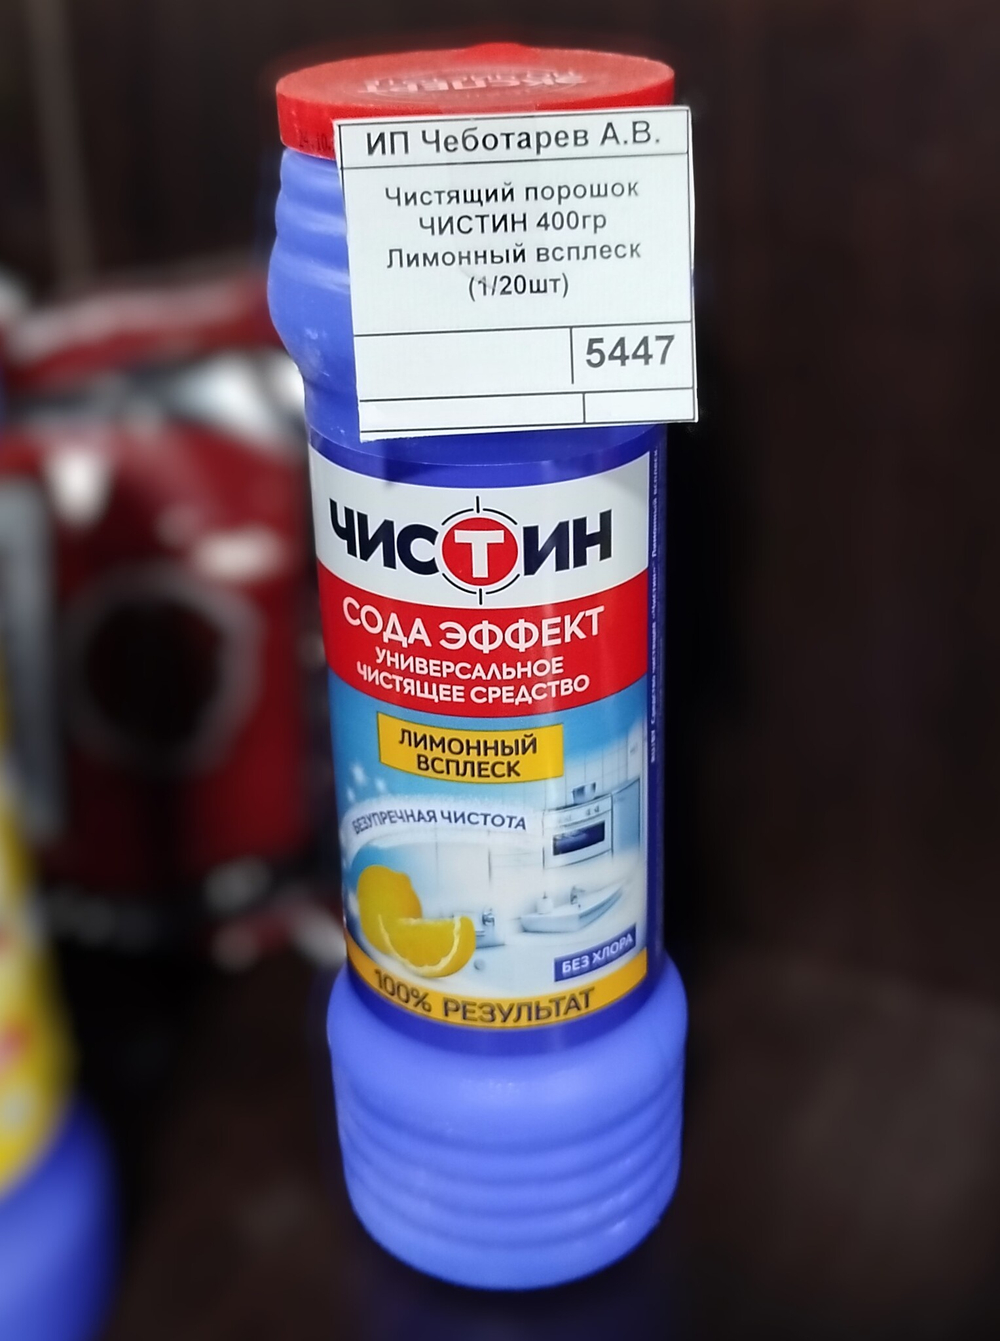 ИП Чеботарев А.В.
Чистящий порошок
ЧИСТИН 400гр
Лимонный всплеск
(1/20шт)
5447
ЧИСТИН
СОДА ЭФФЕКТ
УНИВЕРСАЛЬНОЕ
ЧИСТЯЩЕЕ СРЕДСТВО
ЛИМОННЫЙ
ВСПЛЕСК
БЕЗУПРЕЧНАЯ ЧИСТОТА
БЕЗ ХЛОРА
100% РЕЗУЛЬТАТ